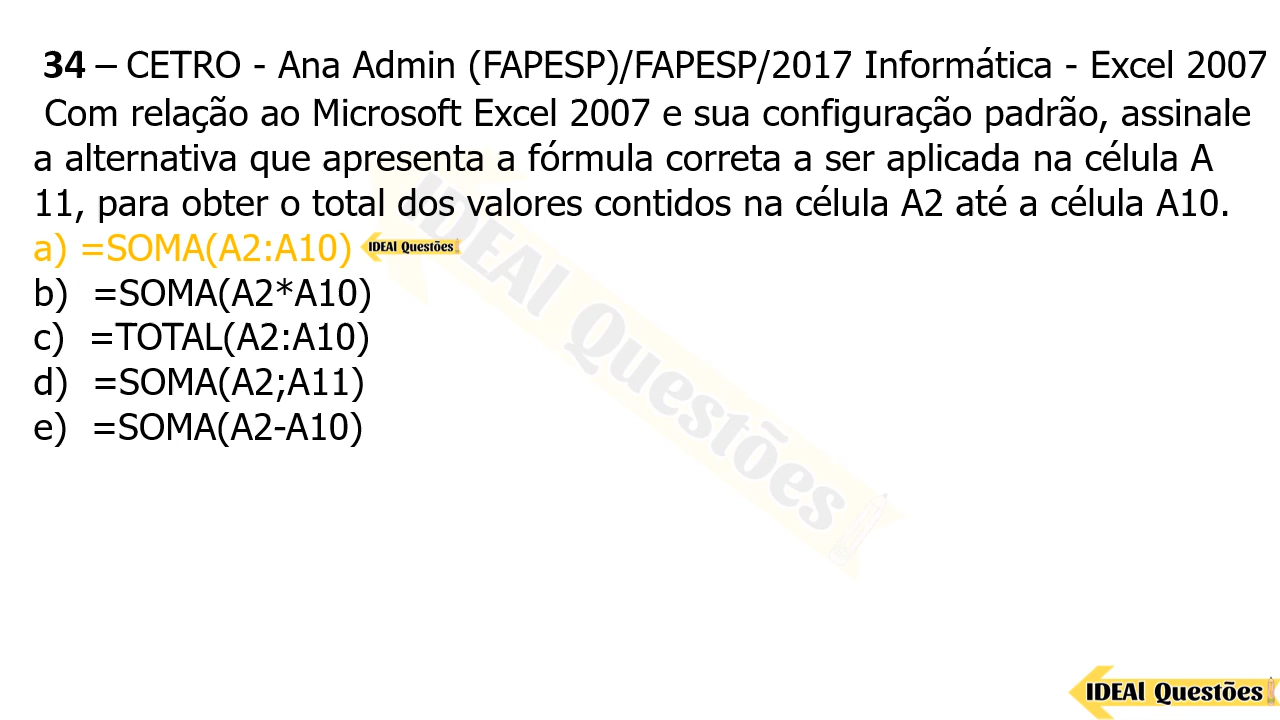 34 – CETRO - Ana Admin (FAPESP)/FAPESP/2017 Informática - Excel 2007
Com relação ao Microsoft Excel 2007 e sua configuração padrão, assinale
a alternativa que apresenta a fórmula correta a ser aplicada na célula A
11, para obter o total dos valores contidos na célula A2 até a célula A10.
a) =SOMA(A2:A10) IDEAl Questões
b) =SOMA(A2*A10)
c) =TOTAL(A2:A10)
d) =SOMA(A2;A11)
e) =SOMA(A2-A10)
IDEAl Questões
IDEAl Questões